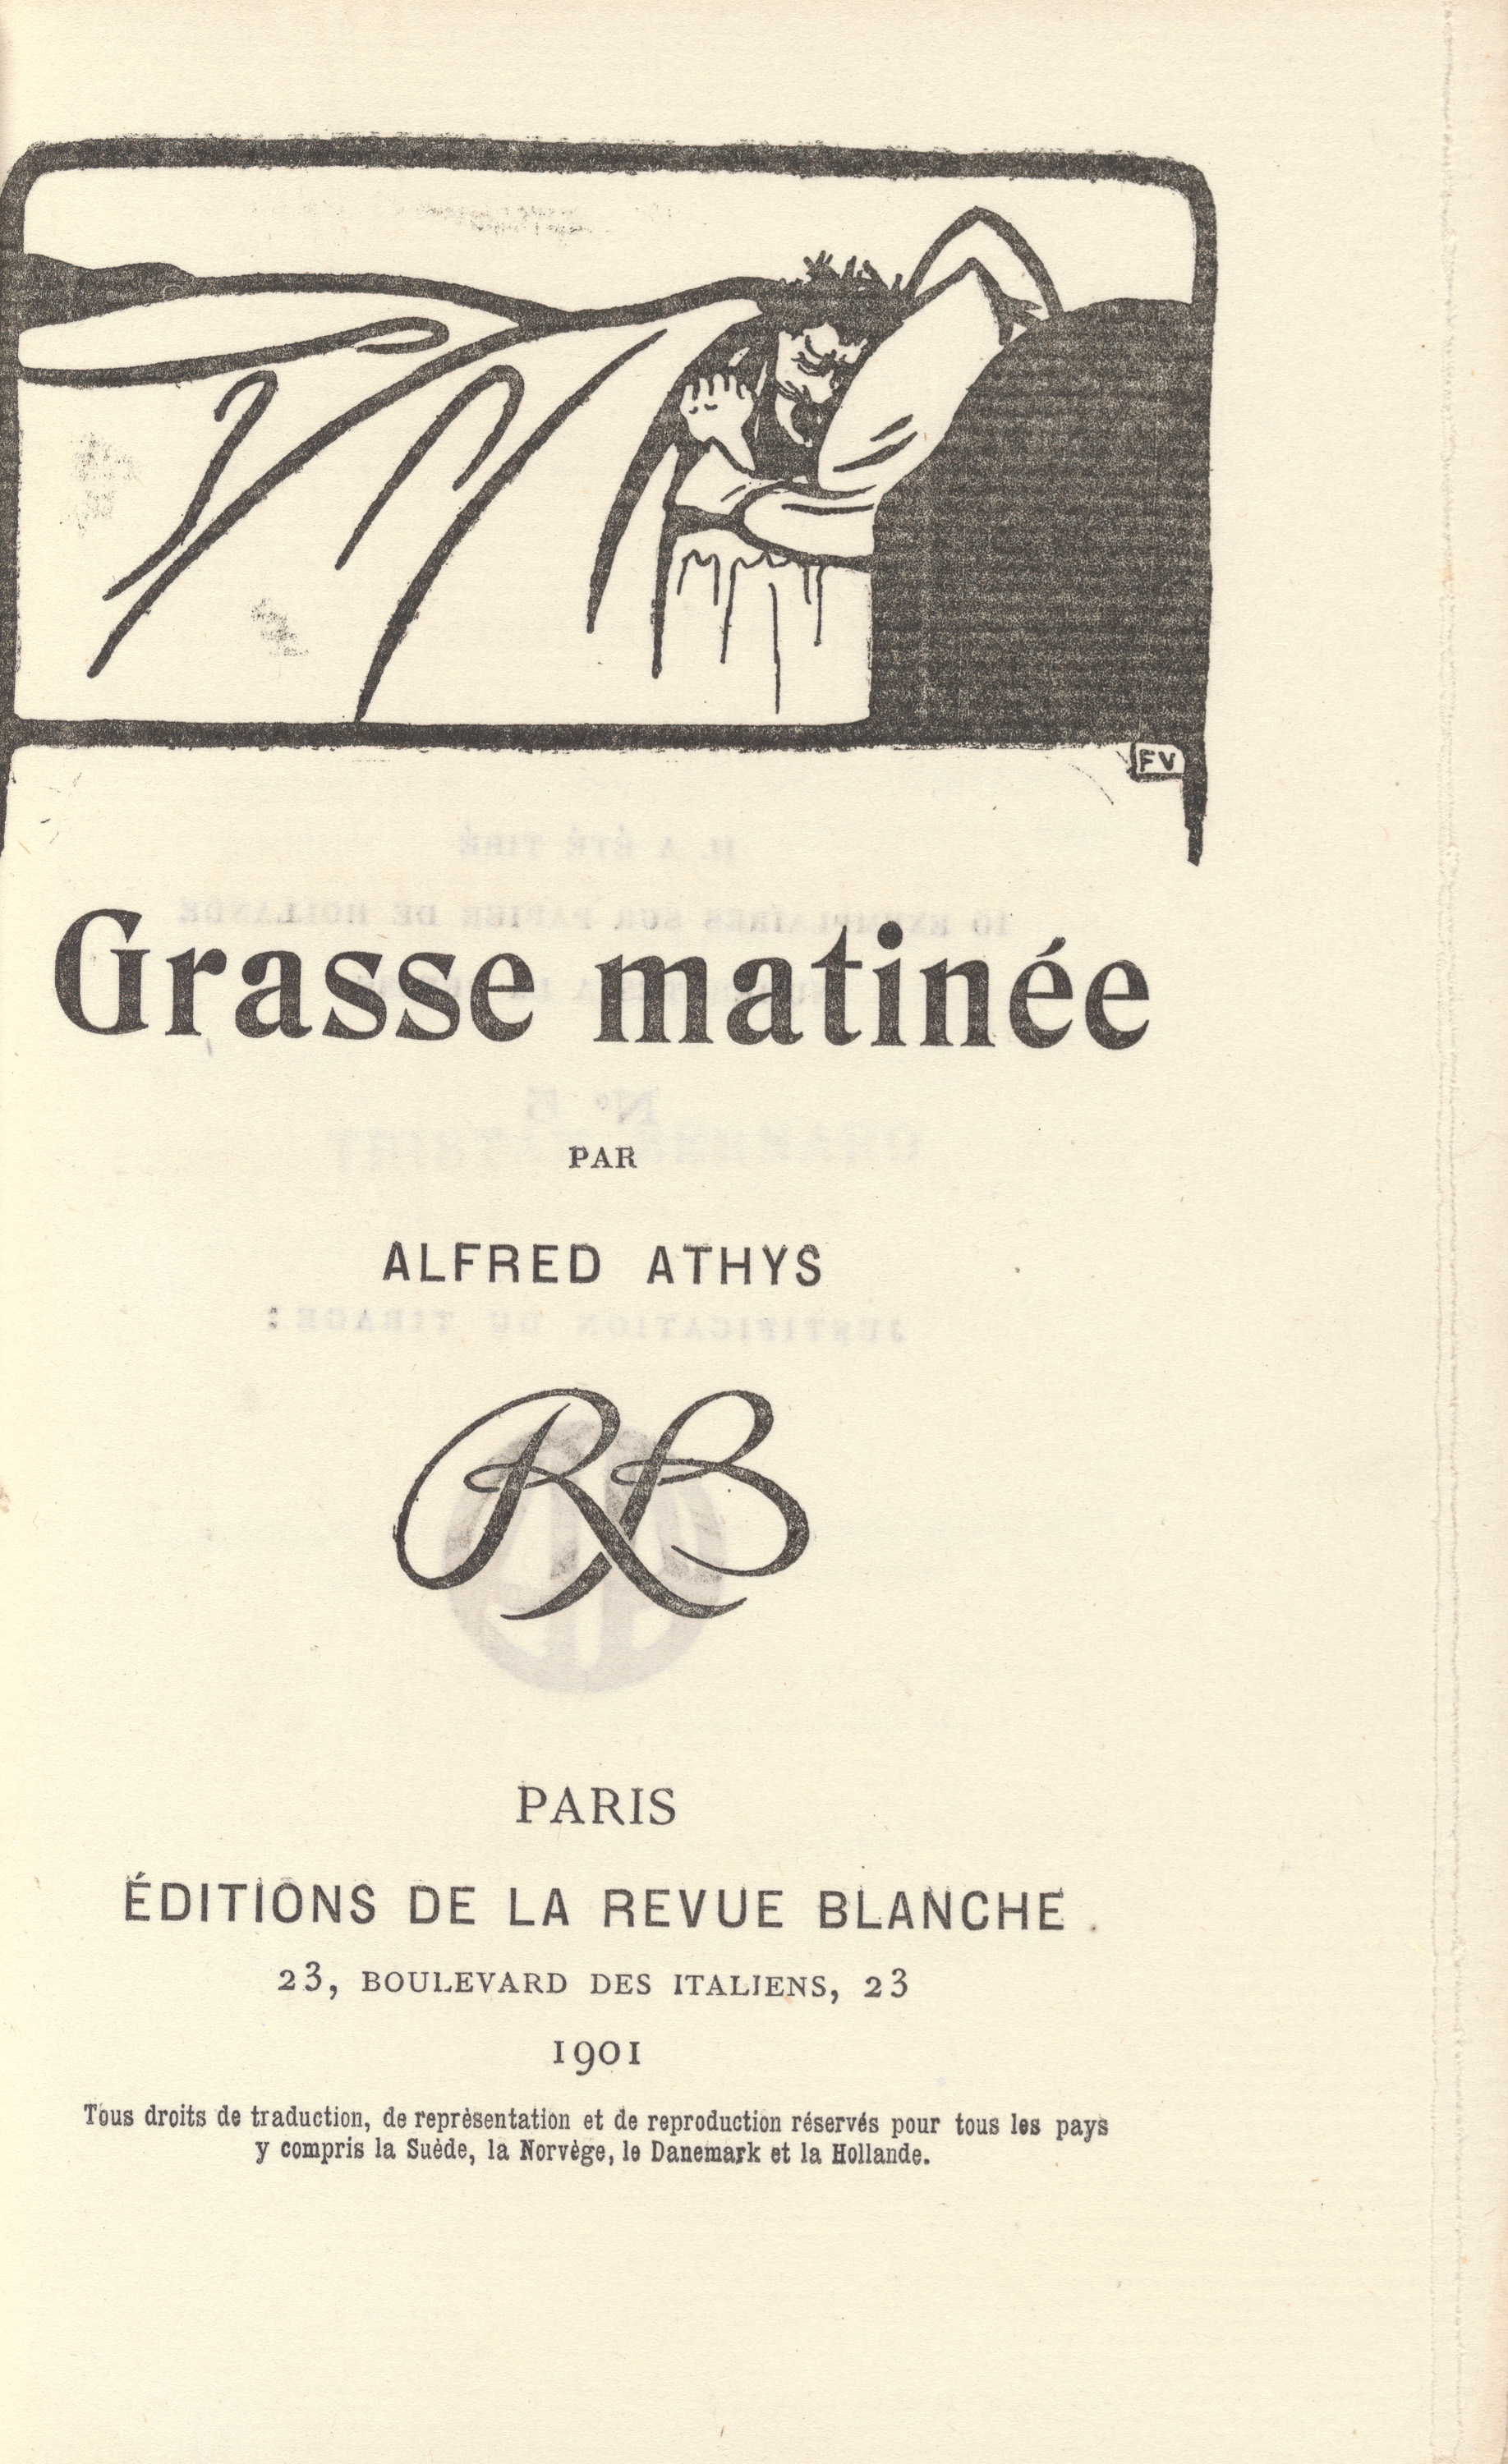 FV
Grasse matinée
PAR
ALFRED ATHYS
RB
PARIS
ÉDITIONS DE LA REVUE BLANCHE
23, BOULEVARD DES ITALIENS, 23
1901
Tous droits de traduction, de reprèsentation et de reproduction réservés pour tous les pays
y compris la Suède, la Norvège, le Danemark et la Hollande.